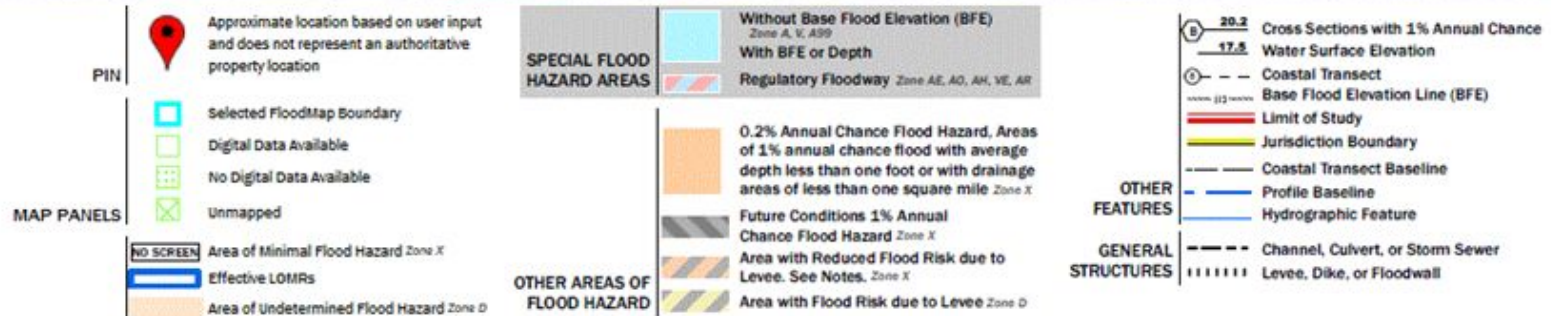 PIN
Approximate location based on user input
and does not represent an authoritative
property location
MAP PANELS
Selected FloodMap Boundary
Digital Data Available
No Digital Data Available
Unmapped
NO SCREEN Area of Minimal Flood Hazard Zone X
Effective LOMRs
Area of Undetermined Flood Hazard Zone D
SPECIAL FLOOD
HAZARD AREAS
Without Base Flood Elevation (BFE)
Zone A, V, A99
With BFE or Depth
Regulatory Floodway Zone AE, AO, AH, VE, AR
OTHER AREAS OF
FLOOD HAZARD
0.2% Annual Chance Flood Hazard, Areas
of 1% annual chance flood with average
depth less than one foot or with drainage
areas of less than one square mile Zone X
Future Conditions 1% Annual
Chance Flood Hazard Zone X
Area with Reduced Flood Risk due to
Levee. See Notes. Zone X
Area with Flood Risk due to Levee Zone D
OTHER
FEATURES
B 20.2 Cross Sections with 1% Annual Chance
17.5 Water Surface Elevation
Coastal Transect
Base Flood Elevation Line (BFE)
Limit of Study
Jurisdiction Boundary
Coastal Transect Baseline
Profile Baseline
Hydrographic Feature
GENERAL
STRUCTURES
Channel, Culvert, or Storm Sewer
Levee, Dike, or Floodwall